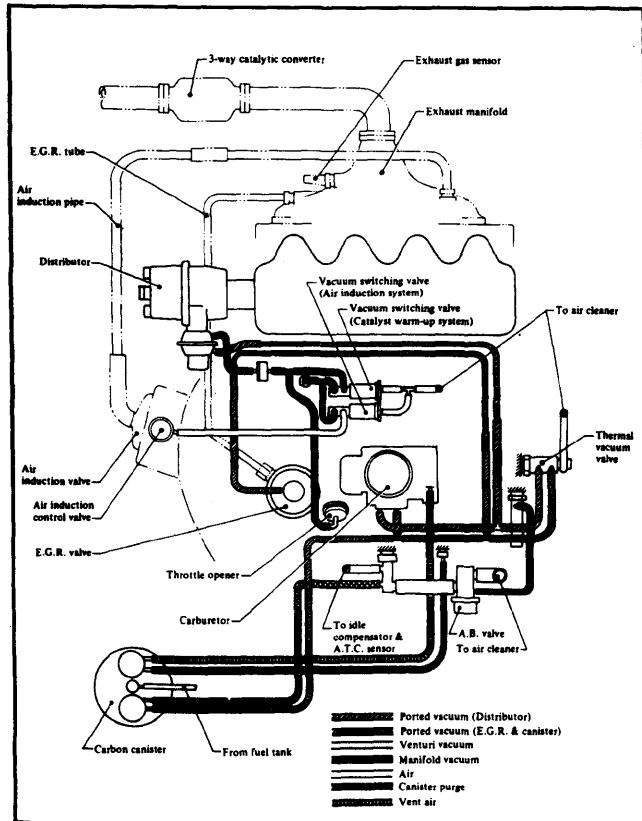 3-way catalytic converter
Exhaust gas sensor
Exhaust manifold
E.G.R. tube
Air
induction pipe
Distributor
Vacuum switching valve
(Air induction system)
Vacuum switching valve
(Catalyst warm-up system)
To air cleaner
Thermal
vacuum
valve
Air
induction valve
Air induction
control valve
E.G.R. valve
Throttle opener
Carburetor
To idle
compensator &
A.T.C. sensor
A.B. valve
To air cleaner
Carbon canister
From fuel tank
Ported vacuum (Distributor)
Ported vacuum (E.G.R. & canister)
Venturi vacuum
Manifold vacuum
Air
Canister purge
Vent air